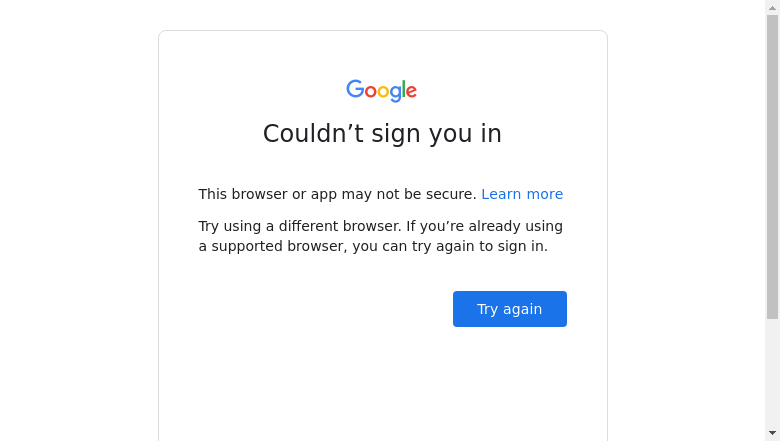 Google
Couldn’t sign you in
This browser or app may not be secure. Learn more
Try using a different browser. If you’re already using
a supported browser, you can try again to sign in.
Try again